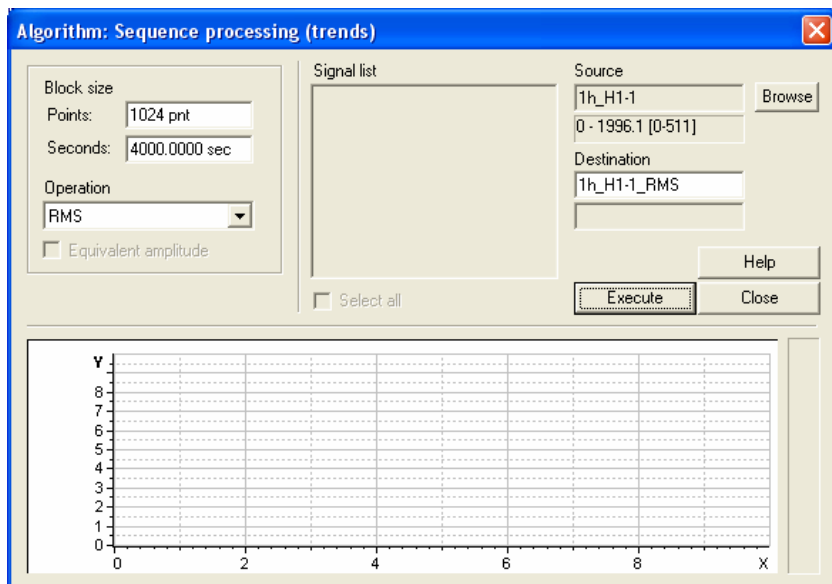 Algorithm: Sequence processing (trends)
Block size
Points: 1024 pnt
Seconds: 4000.0000 sec
Operation
RMS
Equivalent amplitude
Signal list
Select all
Source
1h_H1-1
Browse
0 - 1996.1 [0-511]
Destination
1h_H1-1_RMS
Help
Execute
Close
Y
8
7
6
5
4
3
2
1
0
0 2 4 6 8 X